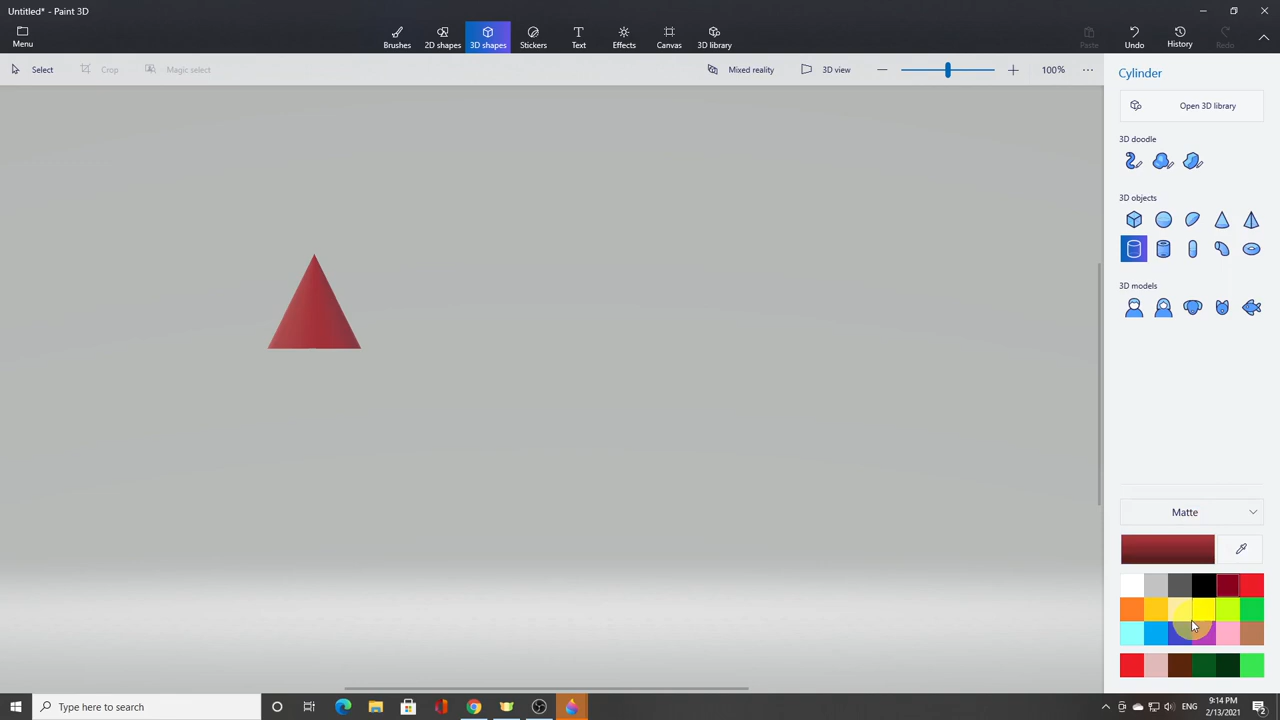 Untitled* - Paint 3D
Menu
Brushes
2D shapes
3D shapes
Stickers
Text
Effects
Canvas
3D library
Paste
Undo
History
Redo
Select
Crop
Magic select
Mixed reality
3D view
100%
Cylinder
Open 3D library
3D doodle
3D objects
3D models
Matte
Type here to search
ENG
9:14 PM
2/13/2021
2